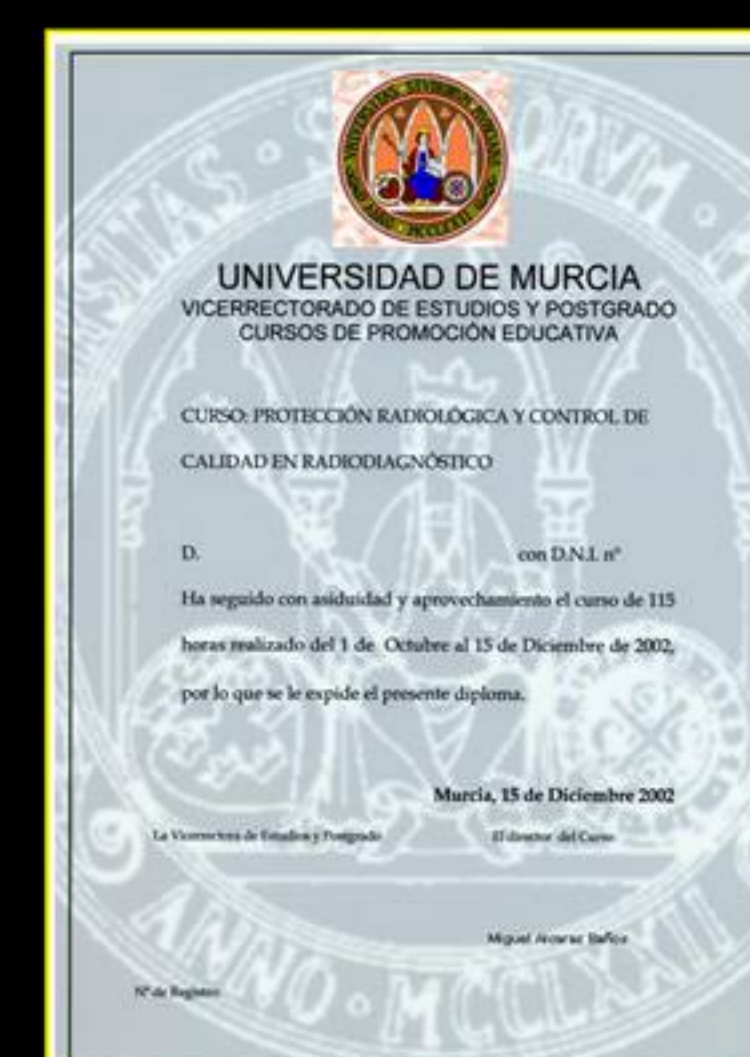 UNIVERSIDAD DE MURCIA
VICERRECTORADO DE ESTUDIOS Y POSTGRADO
CURSOS DE PROMOCIÓN EDUCATIVA
CURSO: PROTECCIÓN RADIOLÓGICA Y CONTROL DE
CALIDAD EN RADIODIAGNÓSTICO
D. con D.N.I. nº
Ha seguido con asiduidad y aprovechamiento el curso de 115
horas realizado del 1 de Octubre al 15 de Diciembre de 2002,
por lo que se le expide el presente diploma.
Murcia, 15 de Diciembre 2002
La Vicerrectora de Estudios y Postgrado El director del Curso
Miguel
Nº de Registro:
ANNO · MCCLXXII